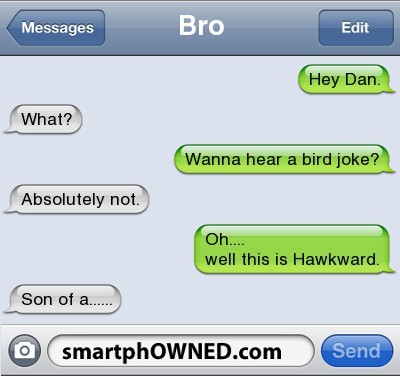 Messages
Bro
Edit
Hey Dan.
What?
Wanna hear a bird joke?
Absolutely not.
Oh....
well this is Hawkward.
Son of a......
smartphOWNED.com
Send